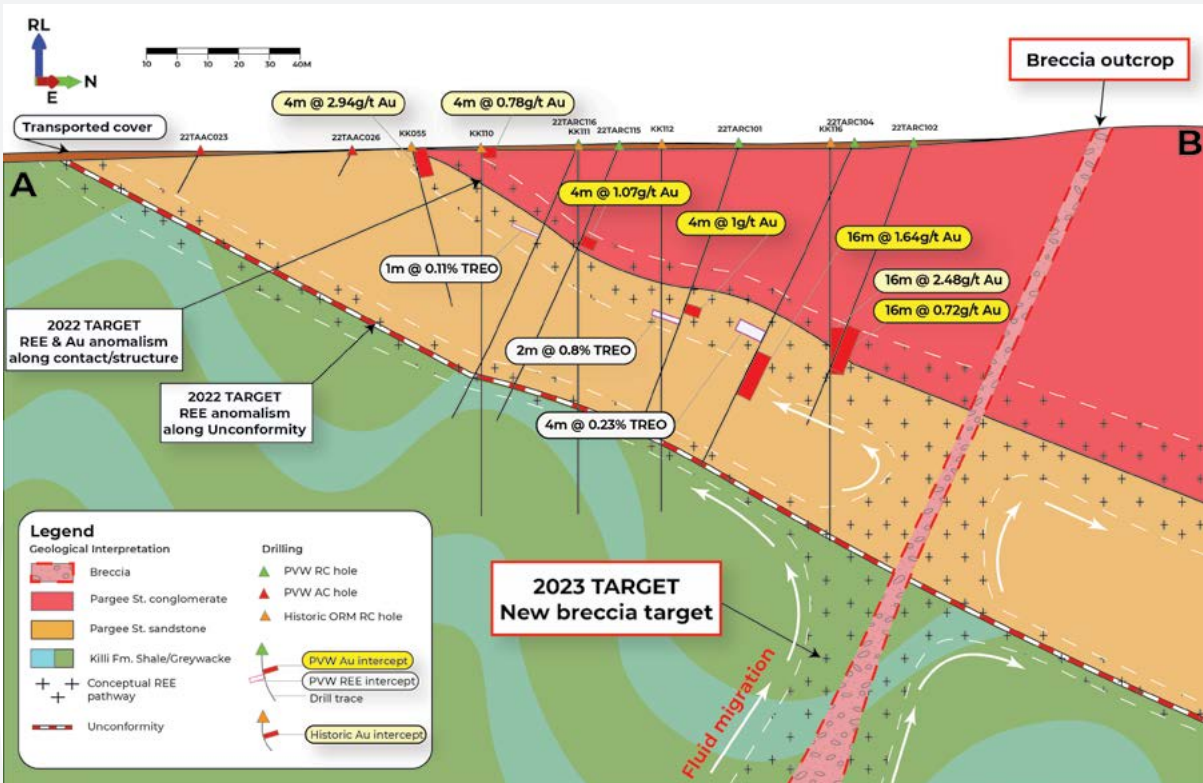 RL
N
E
10 0 10 20 30 40M
Breccia outcrop
Transported cover
4m @ 2.94g/t Au
4m @ 0.78g/t Au
22TAAC023
22TAAC026
KK055
KK110
22TARC116
KK111
22TARC115
KK112
22TARC101
22TARC104
KK116
22TARC102
A
B
4m @ 1.07g/t Au
4m @ 1g/t Au
16m @ 1.64g/t Au
1m @ 0.11% TREO
16m @ 2.48g/t Au
16m @ 0.72g/t Au
2022 TARGET
REE & Au anomalism
along contact/structure
2m @ 0.8% TREO
2022 TARGET
REE anomalism
along Unconformity
4m @ 0.23% TREO
2023 TARGET
New breccia target
Fluid migration
Legend
Geological Interpretation
Breccia
Pargee St. conglomerate
Pargee St. sandstone
Killi Fm. Shale/Greywacke
Conceptual REE
pathway
Unconformity
Drilling
PVW RC hole
PVW AC hole
Historic ORM RC hole
PVW Au intercept
PVW REE intercept
Drill trace
Historic Au intercept